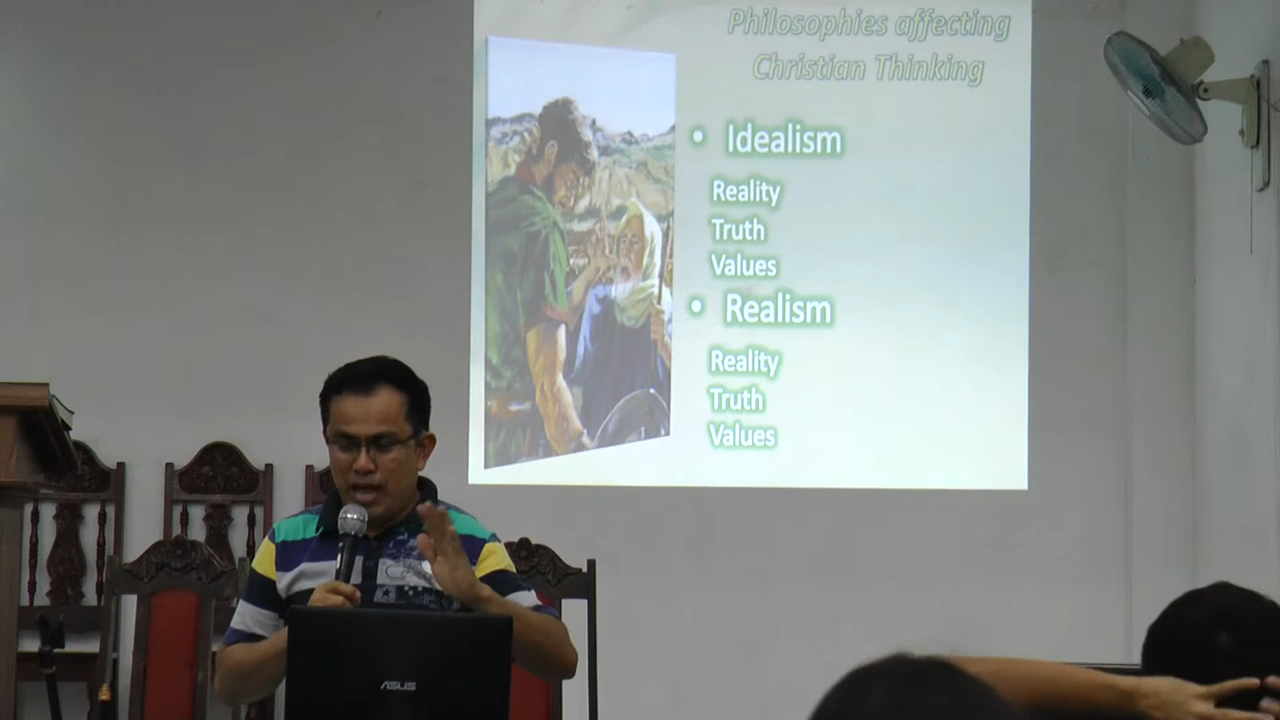 Philosophies affecting
Christian Thinking
• Idealism
Reality
Truth
Values
• Realism
Reality
Truth
Values
ASUS